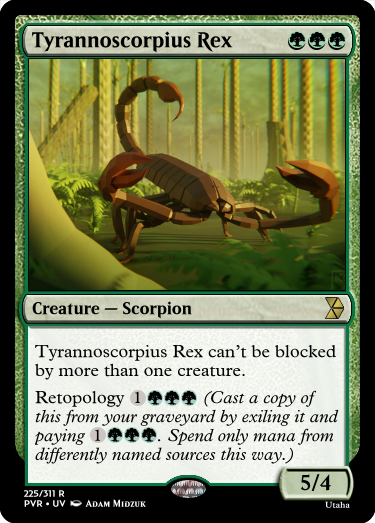 Tyrannoscorpius Rex
Creature — Scorpion
Tyrannoscorpius Rex can't be blocked
by more than one creature.
Retopology 1 (Cast a copy of
this from your graveyard by exiling it and
paying 1. Spend only mana from
differently named sources this way.)
5/4
225/311 R
PVR • UV Adam Midzuk
Utaha